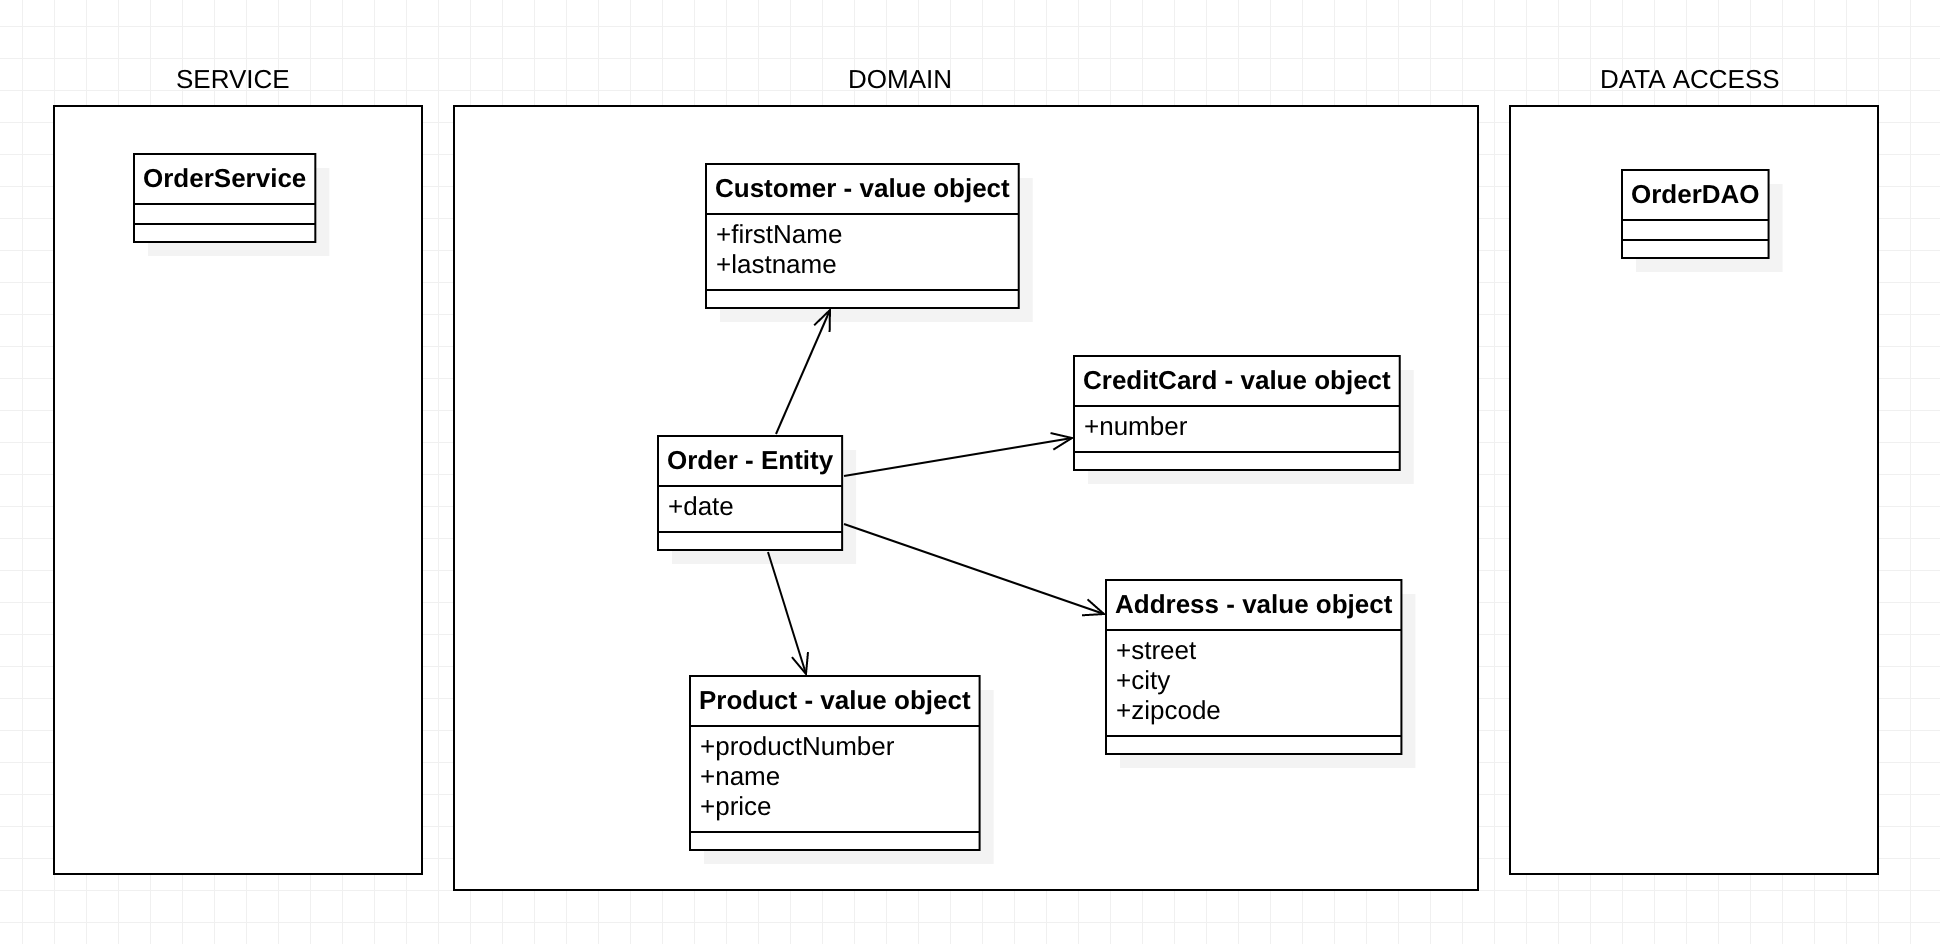 SERVICE
DOMAIN
DATA ACCESS
OrderService
Customer - value object
+firstName
+lastname
OrderDAO
CreditCard - value object
+number
Order - Entity
+date
Address - value object
+street
+city
+zipcode
Product - value object
+productNumber
+name
+price